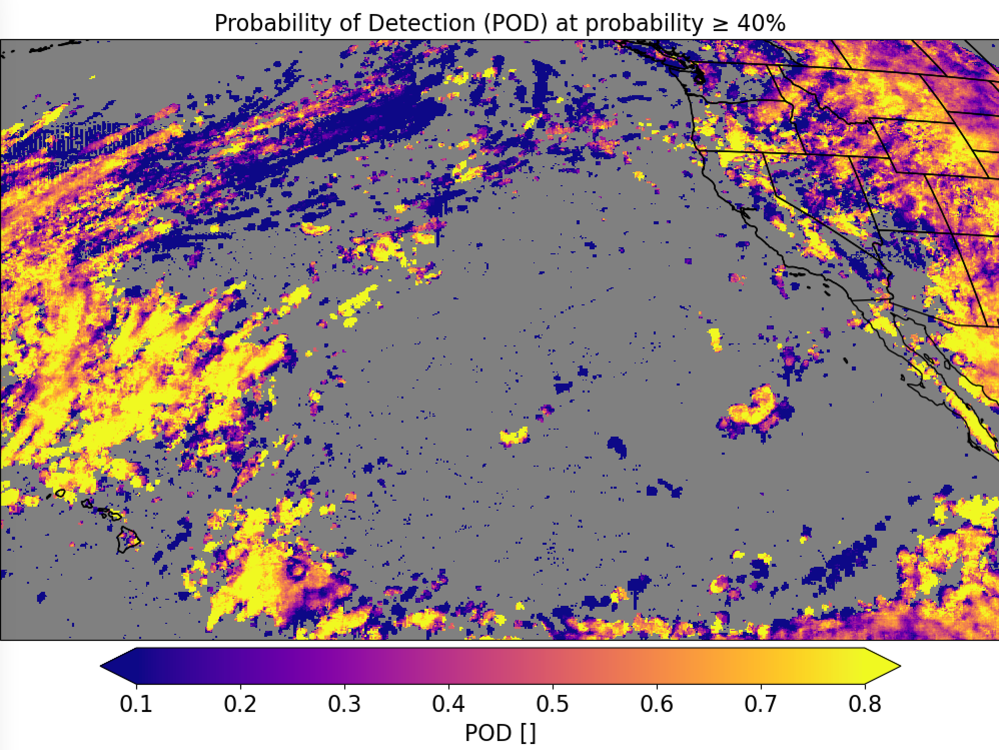 Probability of Detection (POD) at probability ≥ 40%
0.1 0.2 0.3 0.4 0.5 0.6 0.7 0.8
POD []